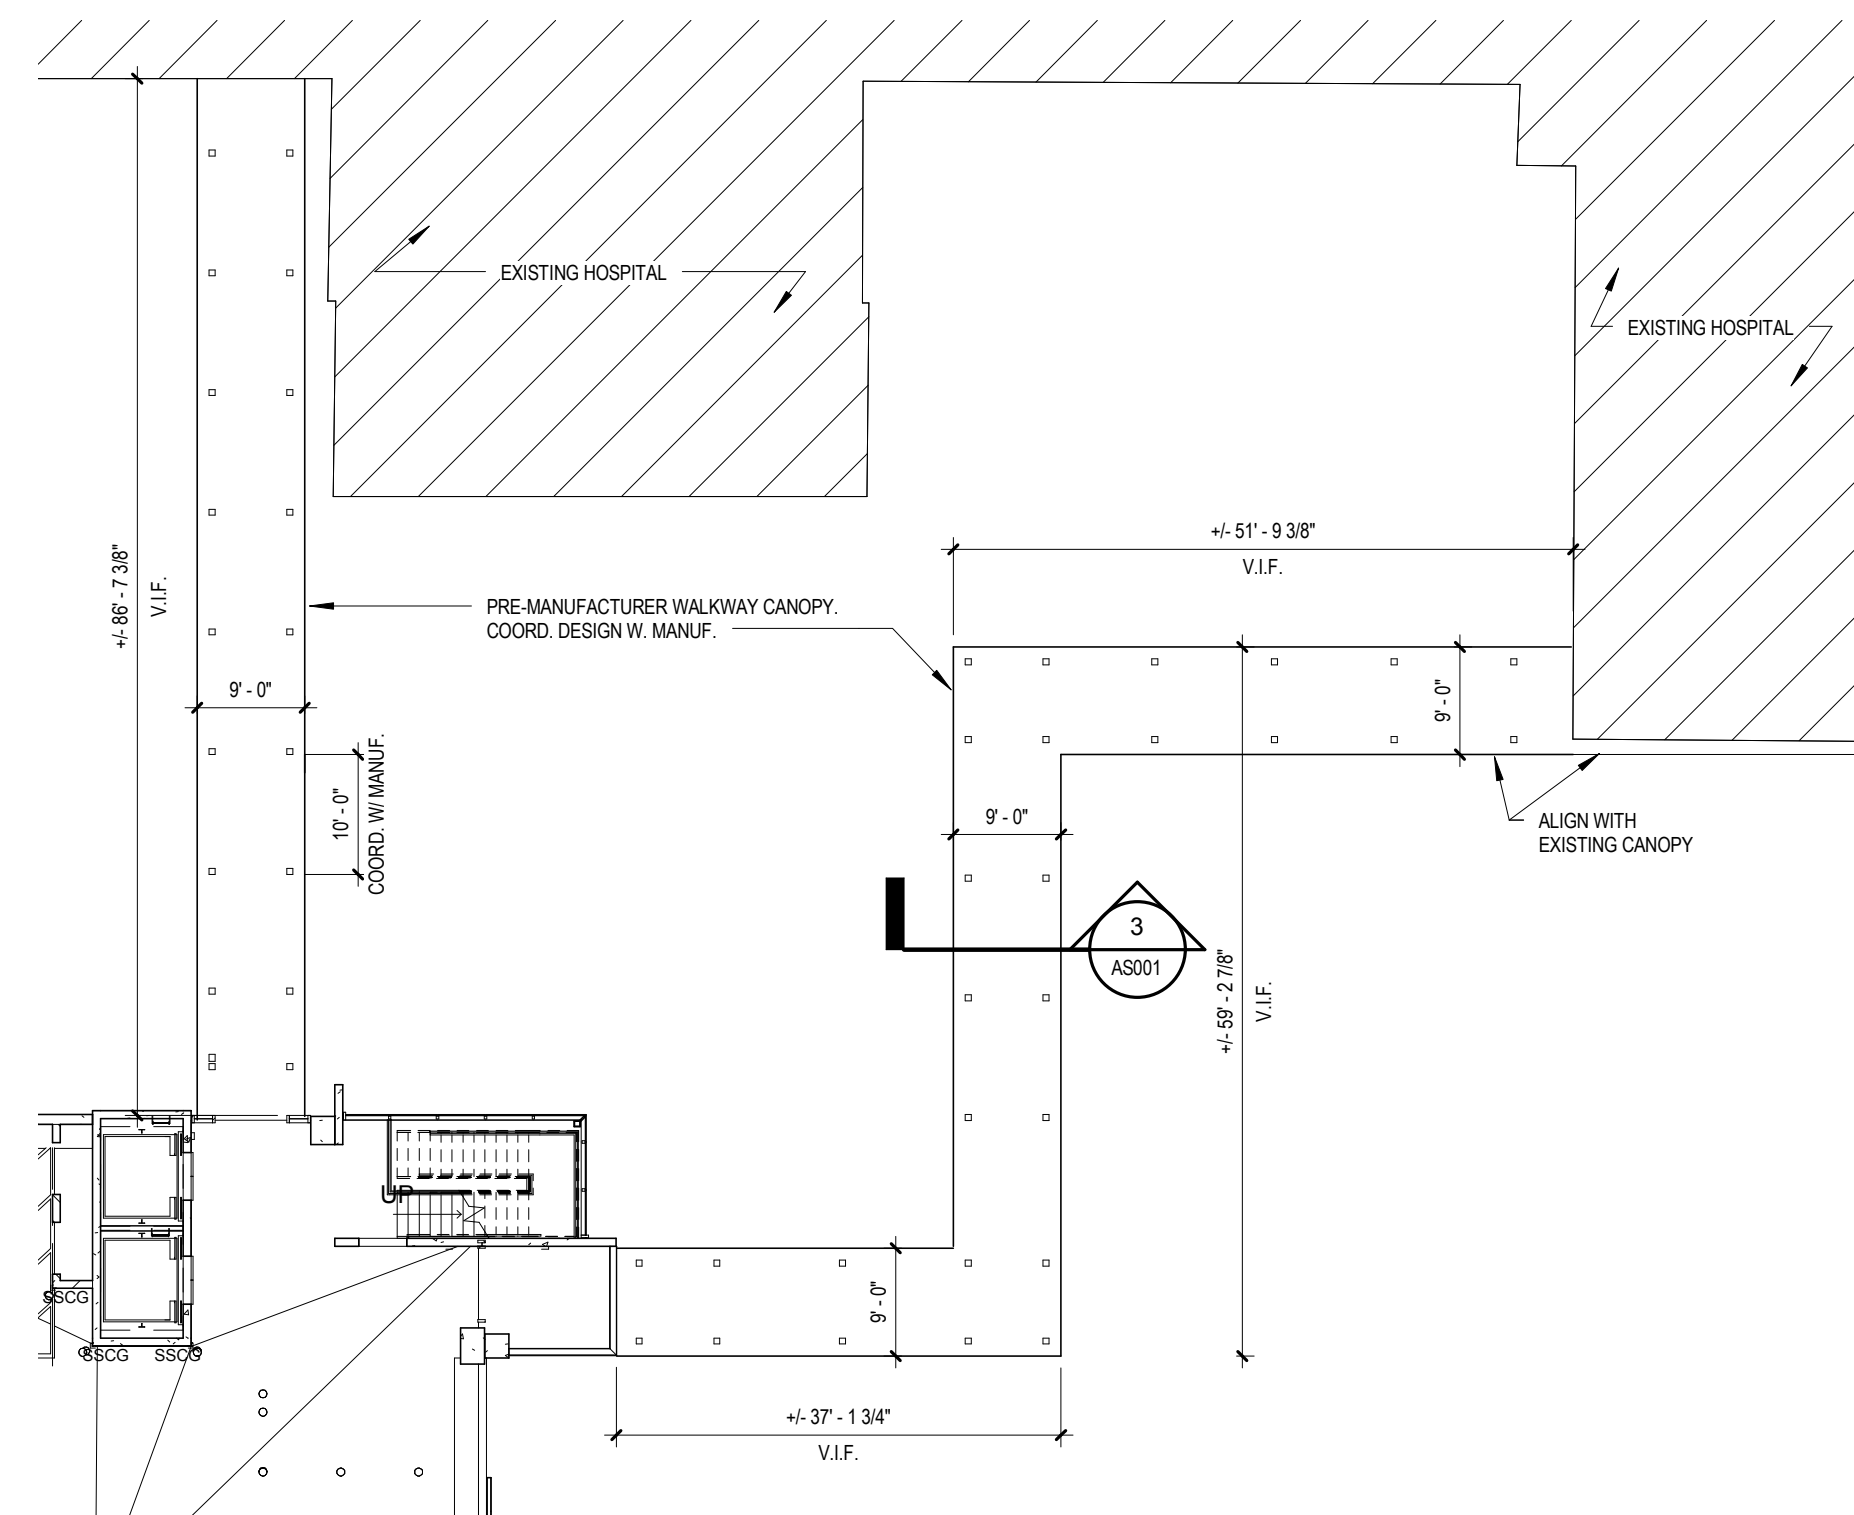 EXISTING HOSPITAL
EXISTING HOSPITAL
+/- 51' - 9 3/8"
V.I.F.
+/- 86' - 7 3/8"
V.I.F.
PRE-MANUFACTURER WALKWAY CANOPY.
COORD. DESIGN W. MANUF.
9' - 0"
9' - 0"
10' - 0"
COORD. W/ MANUF.
9' - 0"
ALIGN WITH
EXISTING CANOPY
3
AS001
+/- 59' - 2 7/8"
V.I.F.
UP
SSCG
SSCG
SSCG
9' - 0"
+/- 37' - 1 3/4"
V.I.F.